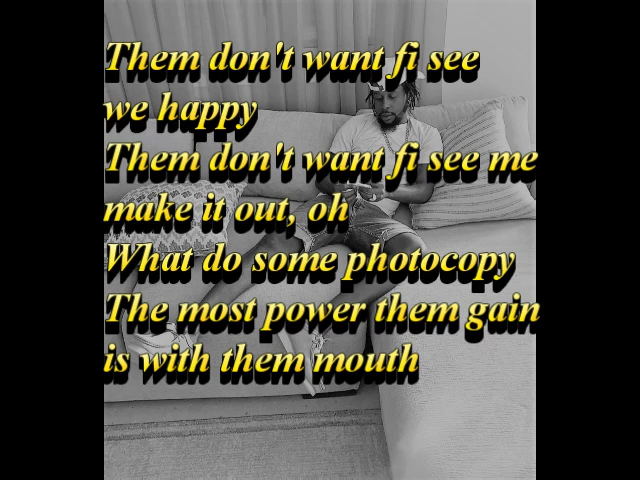 Them don't want fi see
we happy
Them don't want fi see me
make it out, oh
What do some photocopy
The most power them gain
is with them mouth